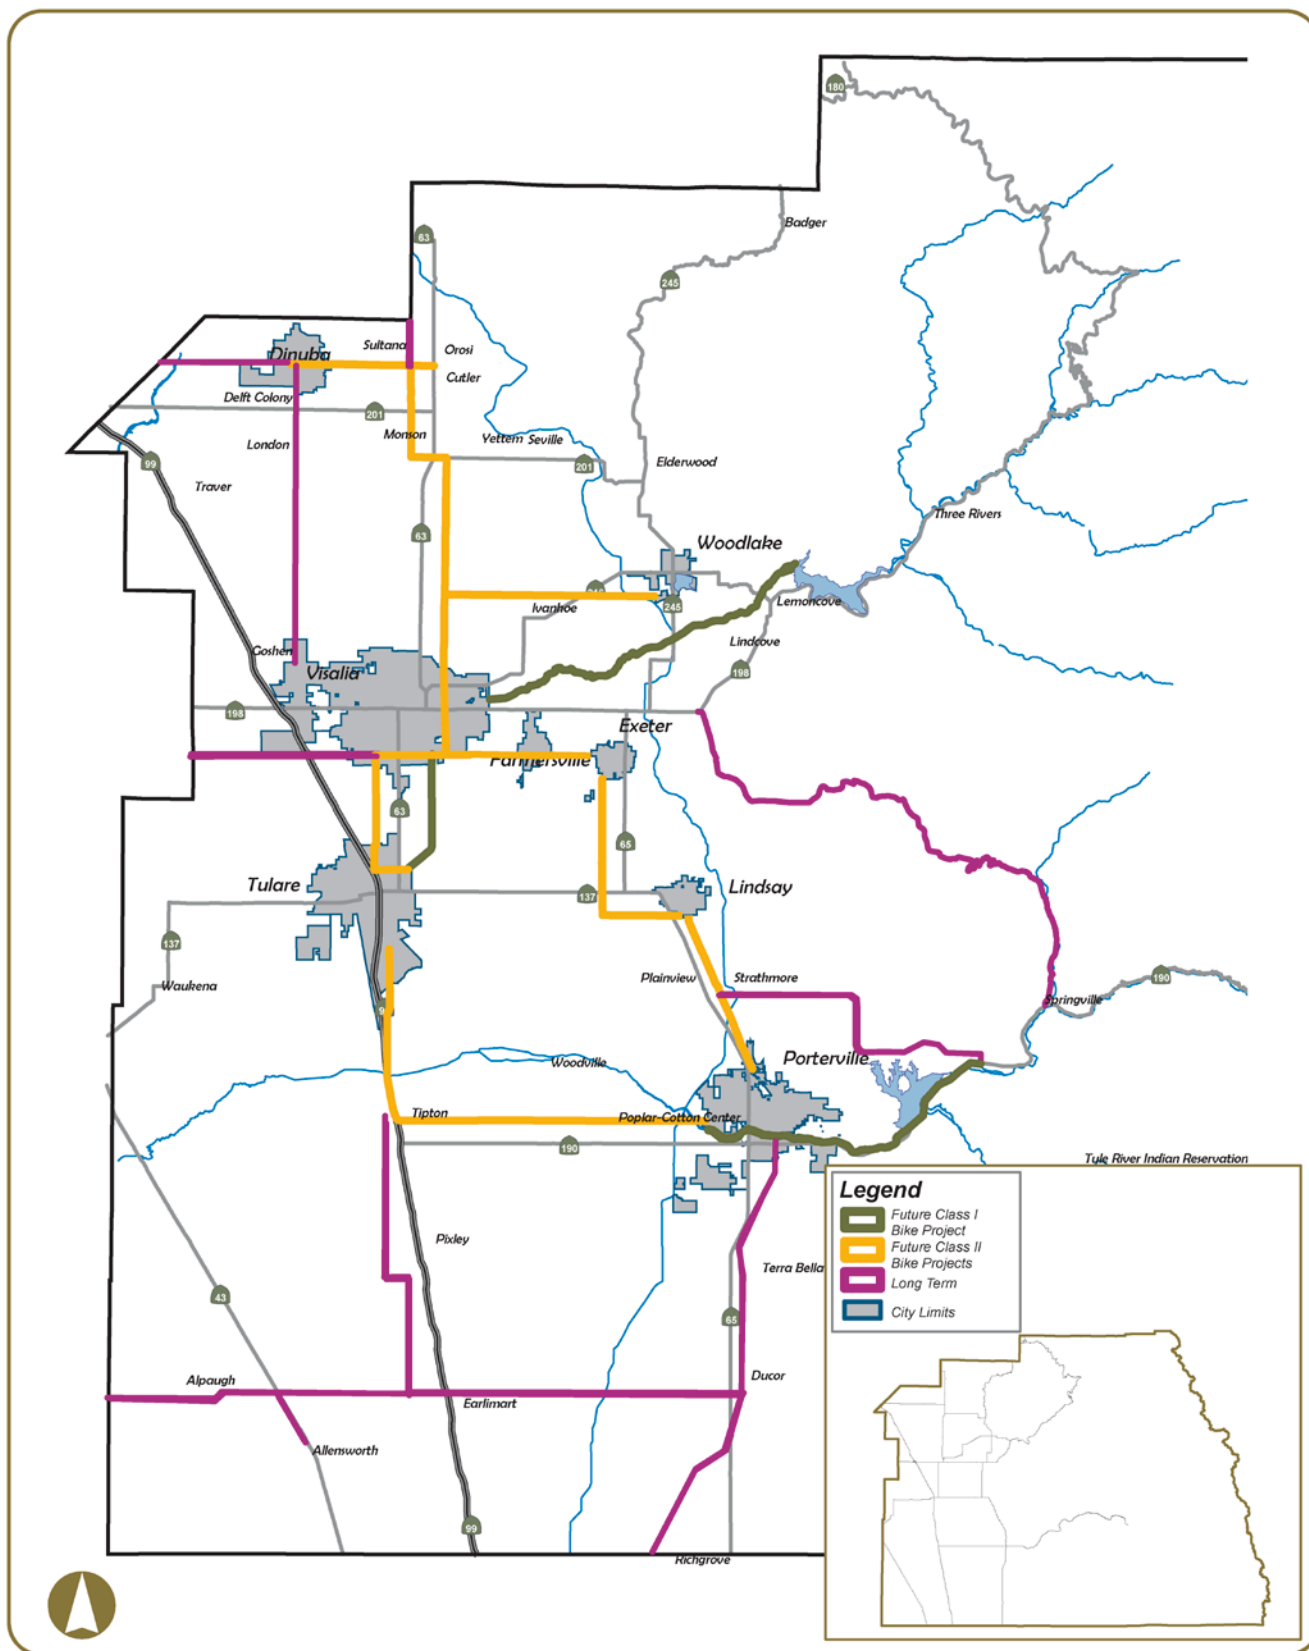 180
Badger
63
245
Sultana
Orosi
Dinuba
Cutler
Delft Colony
201
Monson
London
Yettem Seville
99
201
Elderwood
Traver
Three Rivers
63
Woodlake
245
Lemoncove
Ivanhoe
Lindcove
Goshen
Visalia
198
198
Exeter
Farmersville
63
65
Tulare
137
Lindsay
137
Plainview
Strathmore
190
Waukena
Springville
Woodville
Porterville
Tipton
Poplar-Cotton Center
190
Tule River Indian Reservation
Pixley
Terra Bella
43
65
Alpaugh
Ducor
Earlimart
Allensworth
99
Richgrove
Legend
Future Class I
Bike Project
Future Class II
Bike Projects
Long Term
City Limits